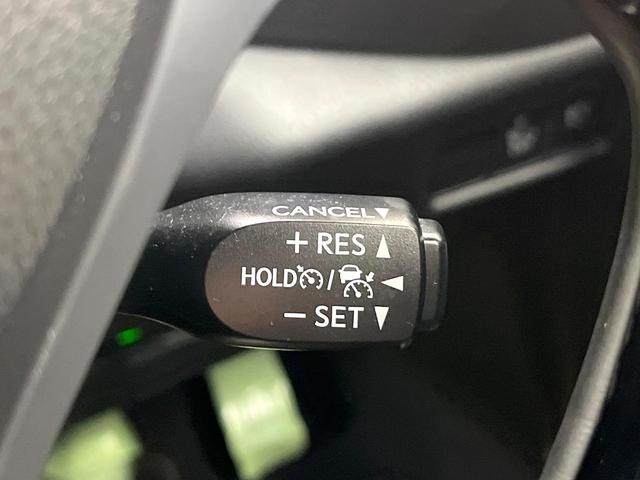 CANCEL▼
+ RES ▲
HOLD / ◀
− SET ▼